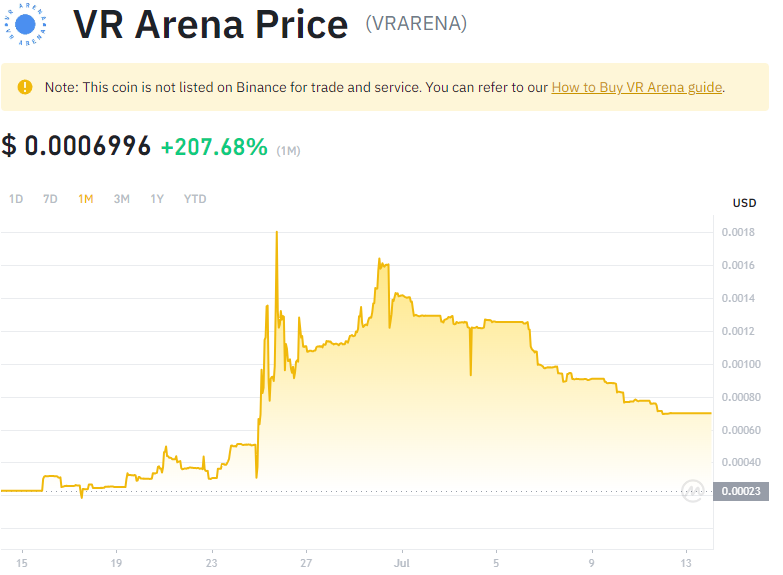 VR ARENA VR ARENA
VR Arena Price (VRARENA)
Note: This coin is not listed on Binance for trade and service. You can refer to our How to Buy VR Arena guide.
$ 0.0006996 +207.68% (1M)
1D 7D 1M 3M 1Y YTD
USD
0.0018
0.0016
0.0014
0.0012
0.00100
0.00080
0.00060
0.00040
0.00023
15 19 23 27 Jul 5 9 13